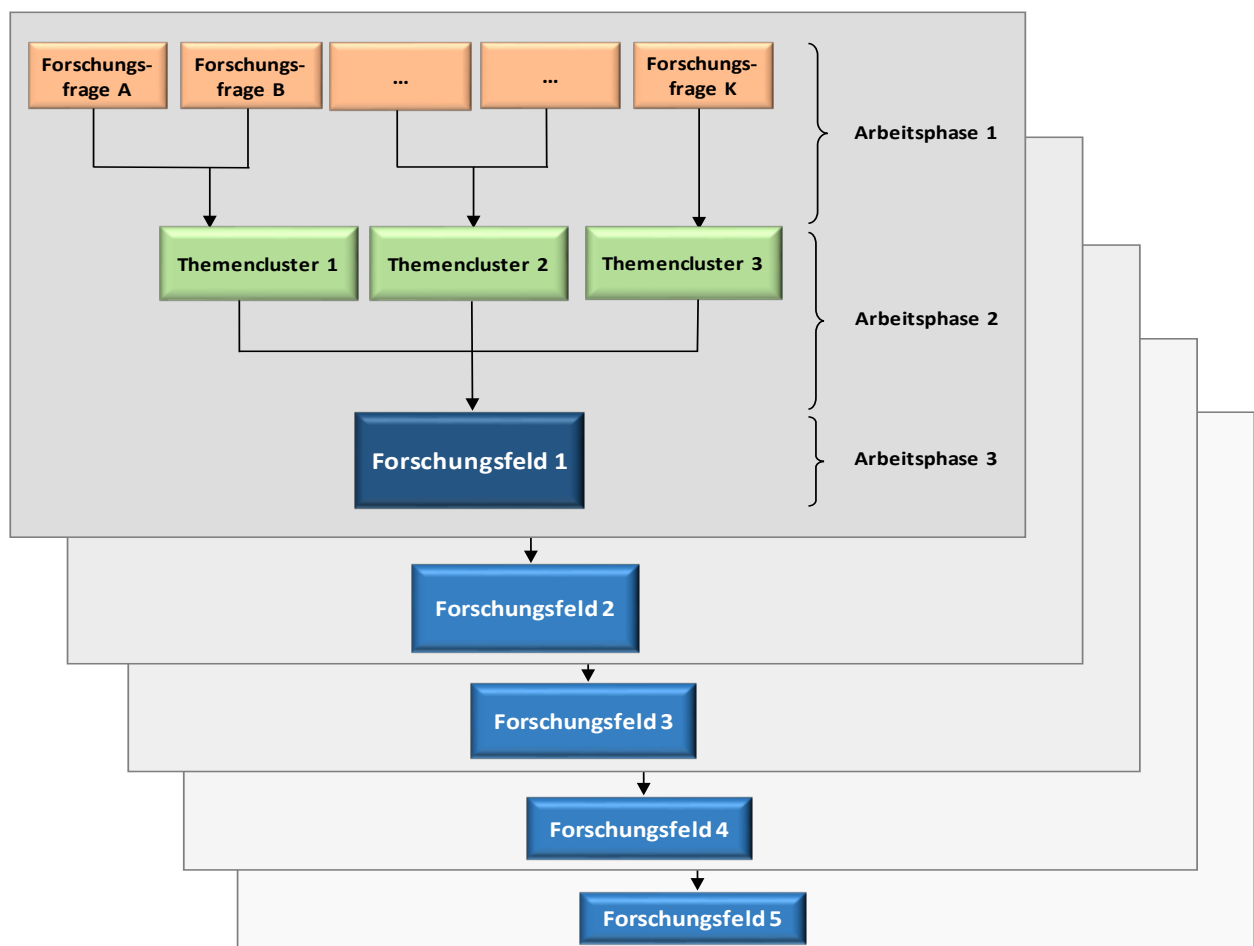 Forschungs-
frage A
Forschungs-
frage B
...
...
Forschungs-
frage K
Arbeitsphase 1
Themencluster 1
Themencluster 2
Themencluster 3
Arbeitsphase 2
Forschungsfeld 1
Arbeitsphase 3
Forschungsfeld 2
Forschungsfeld 3
Forschungsfeld 4
Forschungsfeld 5